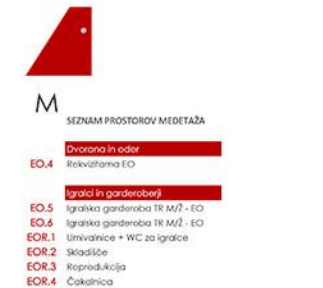 M
SEZNAM PROSTOROV MEDETAŽA
Dvorana in oder
EO.4 Rekvizitarna EO
Igralci in garderoberji
EO.5 Igralska garderoba TR M/Ž - EO
EO.6 Igralska garderoba TR M/Ž - EO
EOR.1 Umivalnice + WC za igralce
EOR.2 Skladišče
EOR.3 Reprodukcija
EOR.4 Čakalnica